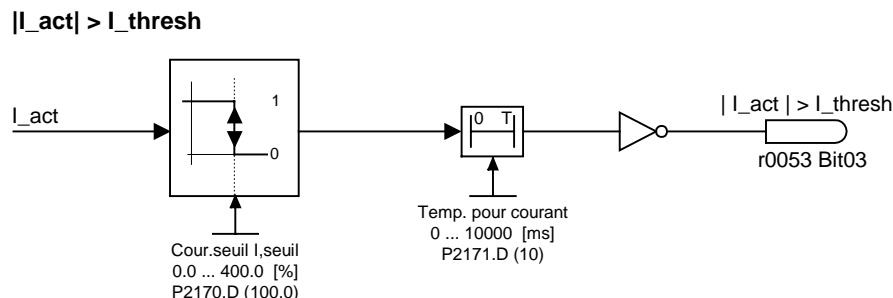 |I_act| > I_thresh
I_act
1
0
0 T
| I_act | > I_thresh
r0053 Bit03
Temp. pour courant
0 ... 10000 [ms]
P2171.D (10)
Cour.seuil I,seuil
0.0 ... 400.0 [%]
P2170.D (100.0)